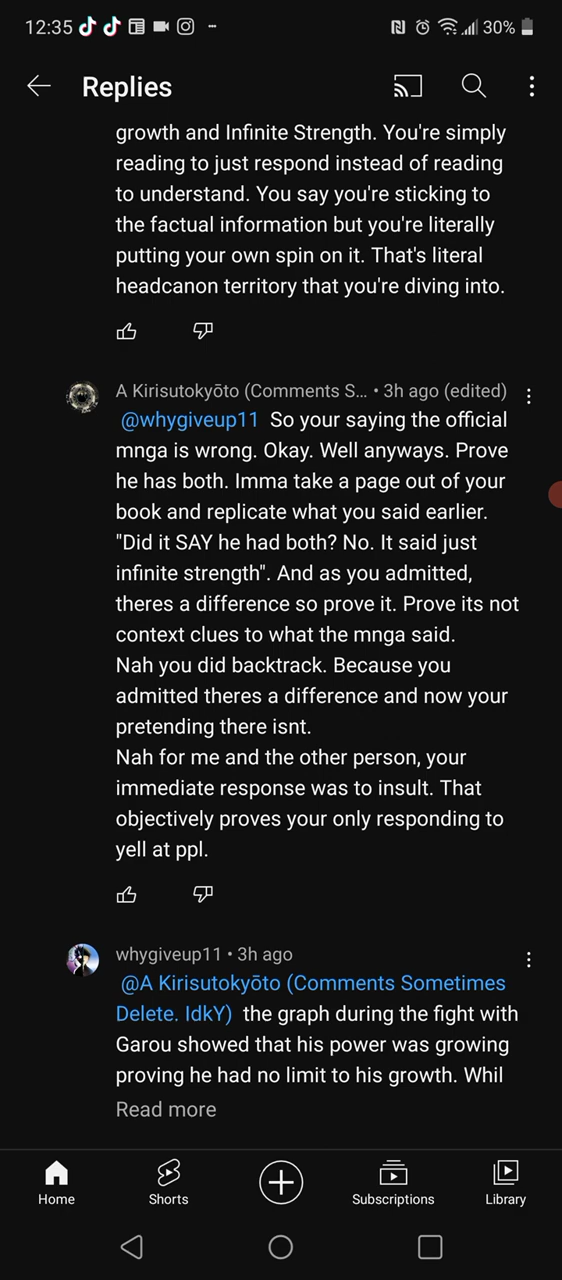 12:35
30%
Replies
growth and Infinite Strength. You're simply
reading to just respond instead of reading
to understand. You say you're sticking to
the factual information but you're literally
putting your own spin on it. That's literal
headcanon territory that you're diving into.
A Kirisutokyōto (Comments S... • 3h ago (edited)
@whygiveup11 So your saying the official
mnga is wrong. Okay. Well anyways. Prove
he has both. Imma take a page out of your
book and replicate what you said earlier.
"Did it SAY he had both? No. It said just
infinite strength". And as you admitted,
theres a difference so prove it. Prove its not
context clues to what the mnga said.
Nah you did backtrack. Because you
admitted theres a difference and now your
pretending there isnt.
Nah for me and the other person, your
immediate response was to insult. That
objectively proves your only responding to
yell at ppl.
whygiveup11 • 3h ago
@A Kirisutokyōto (Comments Sometimes
Delete. IdkY) the graph during the fight with
Garou showed that his power was growing
proving he had no limit to his growth. Whil
Read more
Home
Shorts
Subscriptions
Library